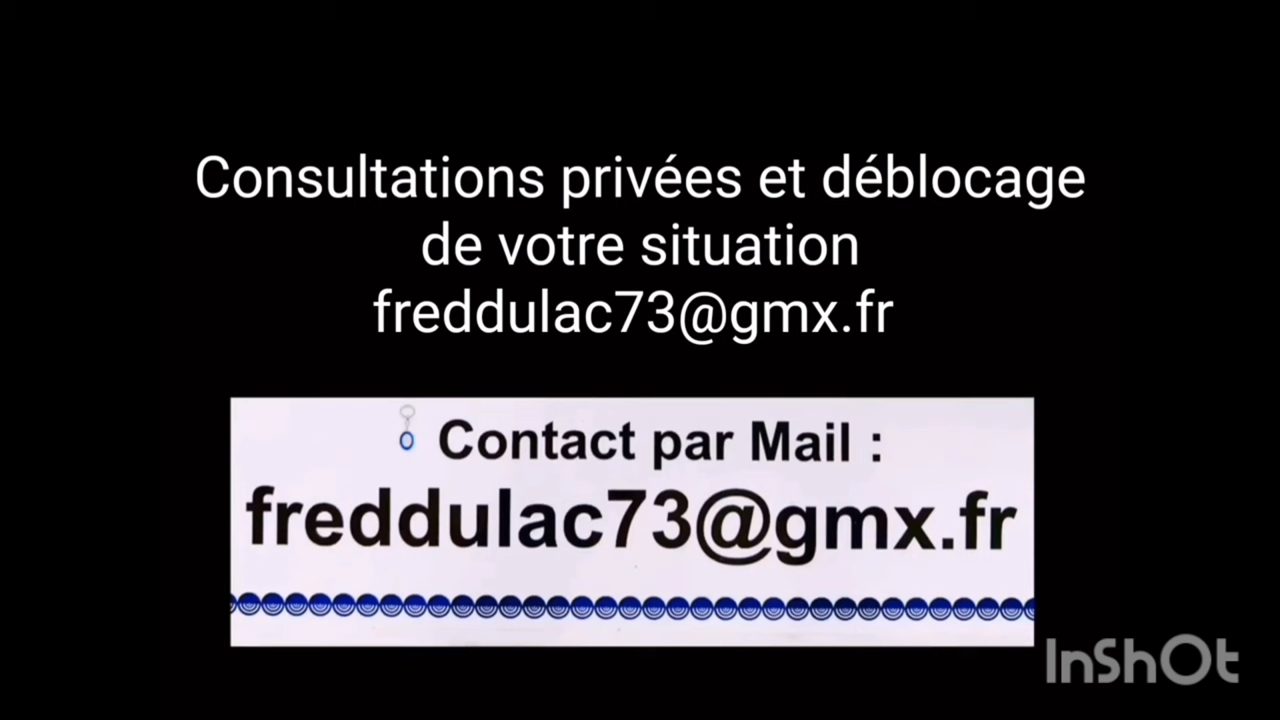 Consultations privées et déblocage
de votre situation
freddulac73@gmx.fr
Contact par Mail :
freddulac73@gmx.fr
InShOt